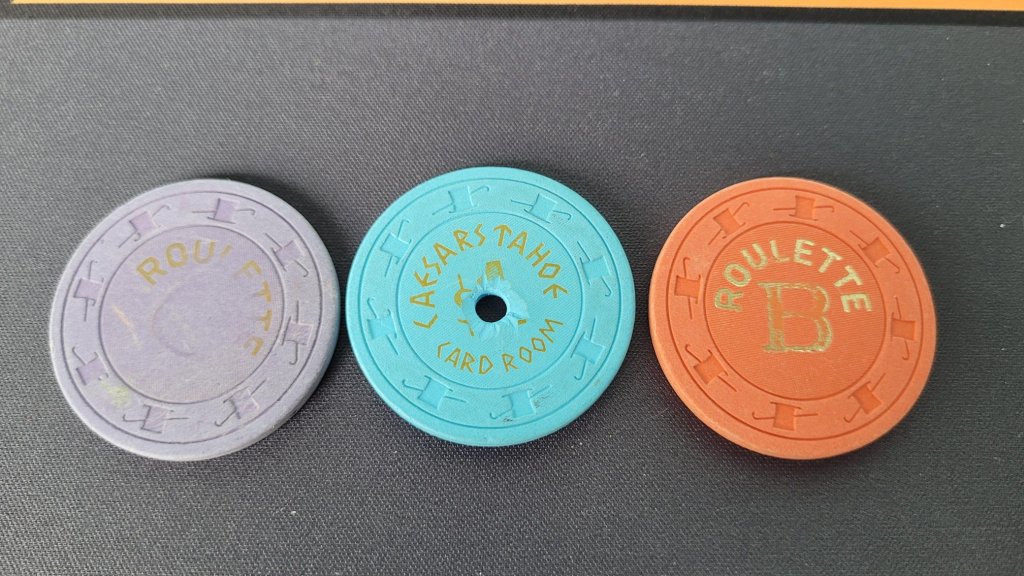 ROULETTE
CAESARS TAHOE
CARD ROOM
ROULETTE
B